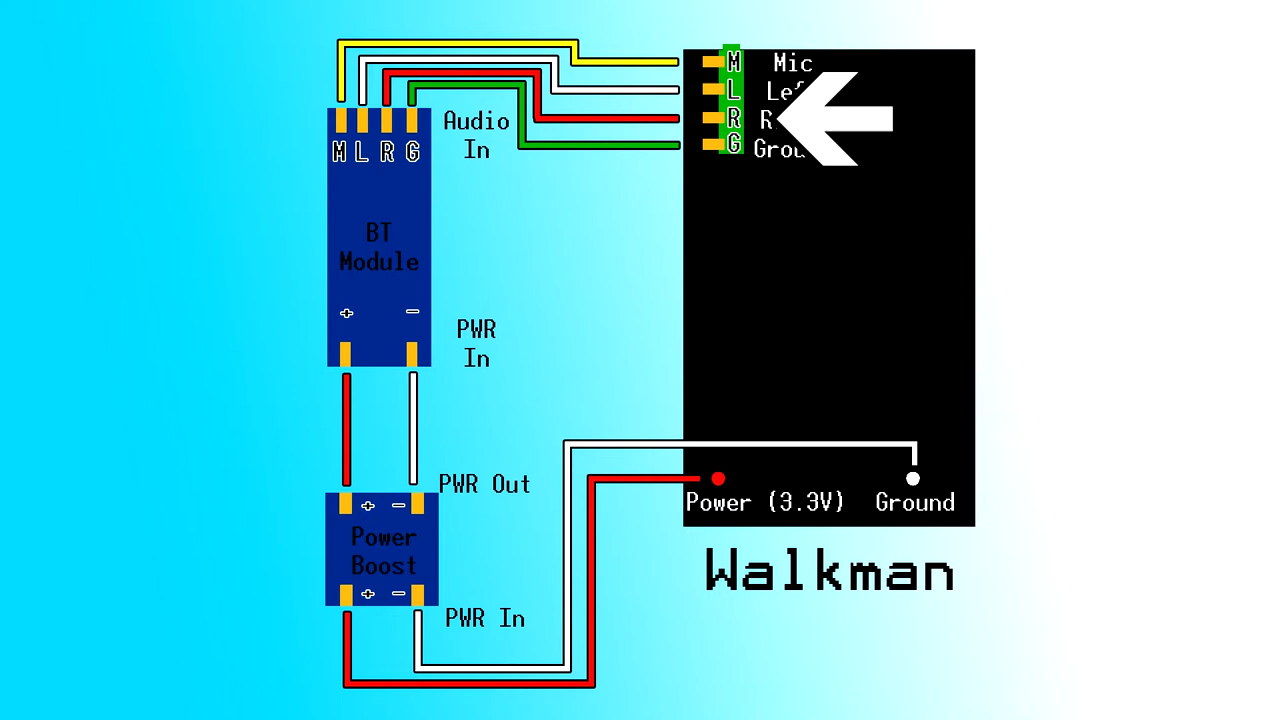 M Mic
L
R
G
Audio
In
M L R G
BT
Module
+ −
PWR
In
PWR Out
+ −
Power
Boost
+ −
PWR In
Power (3.3V) Ground
Walkman